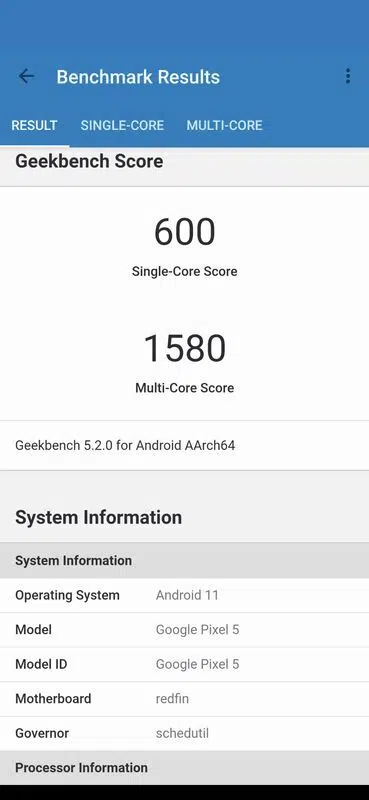 Benchmark Results
RESULT SINGLE-CORE MULTI-CORE
Geekbench Score
600
Single-Core Score
1580
Multi-Core Score
Geekbench 5.2.0 for Android AArch64
System Information
System Information
Operating System Android 11
Model Google Pixel 5
Model ID Google Pixel 5
Motherboard redfin
Governor schedutil
Processor Information